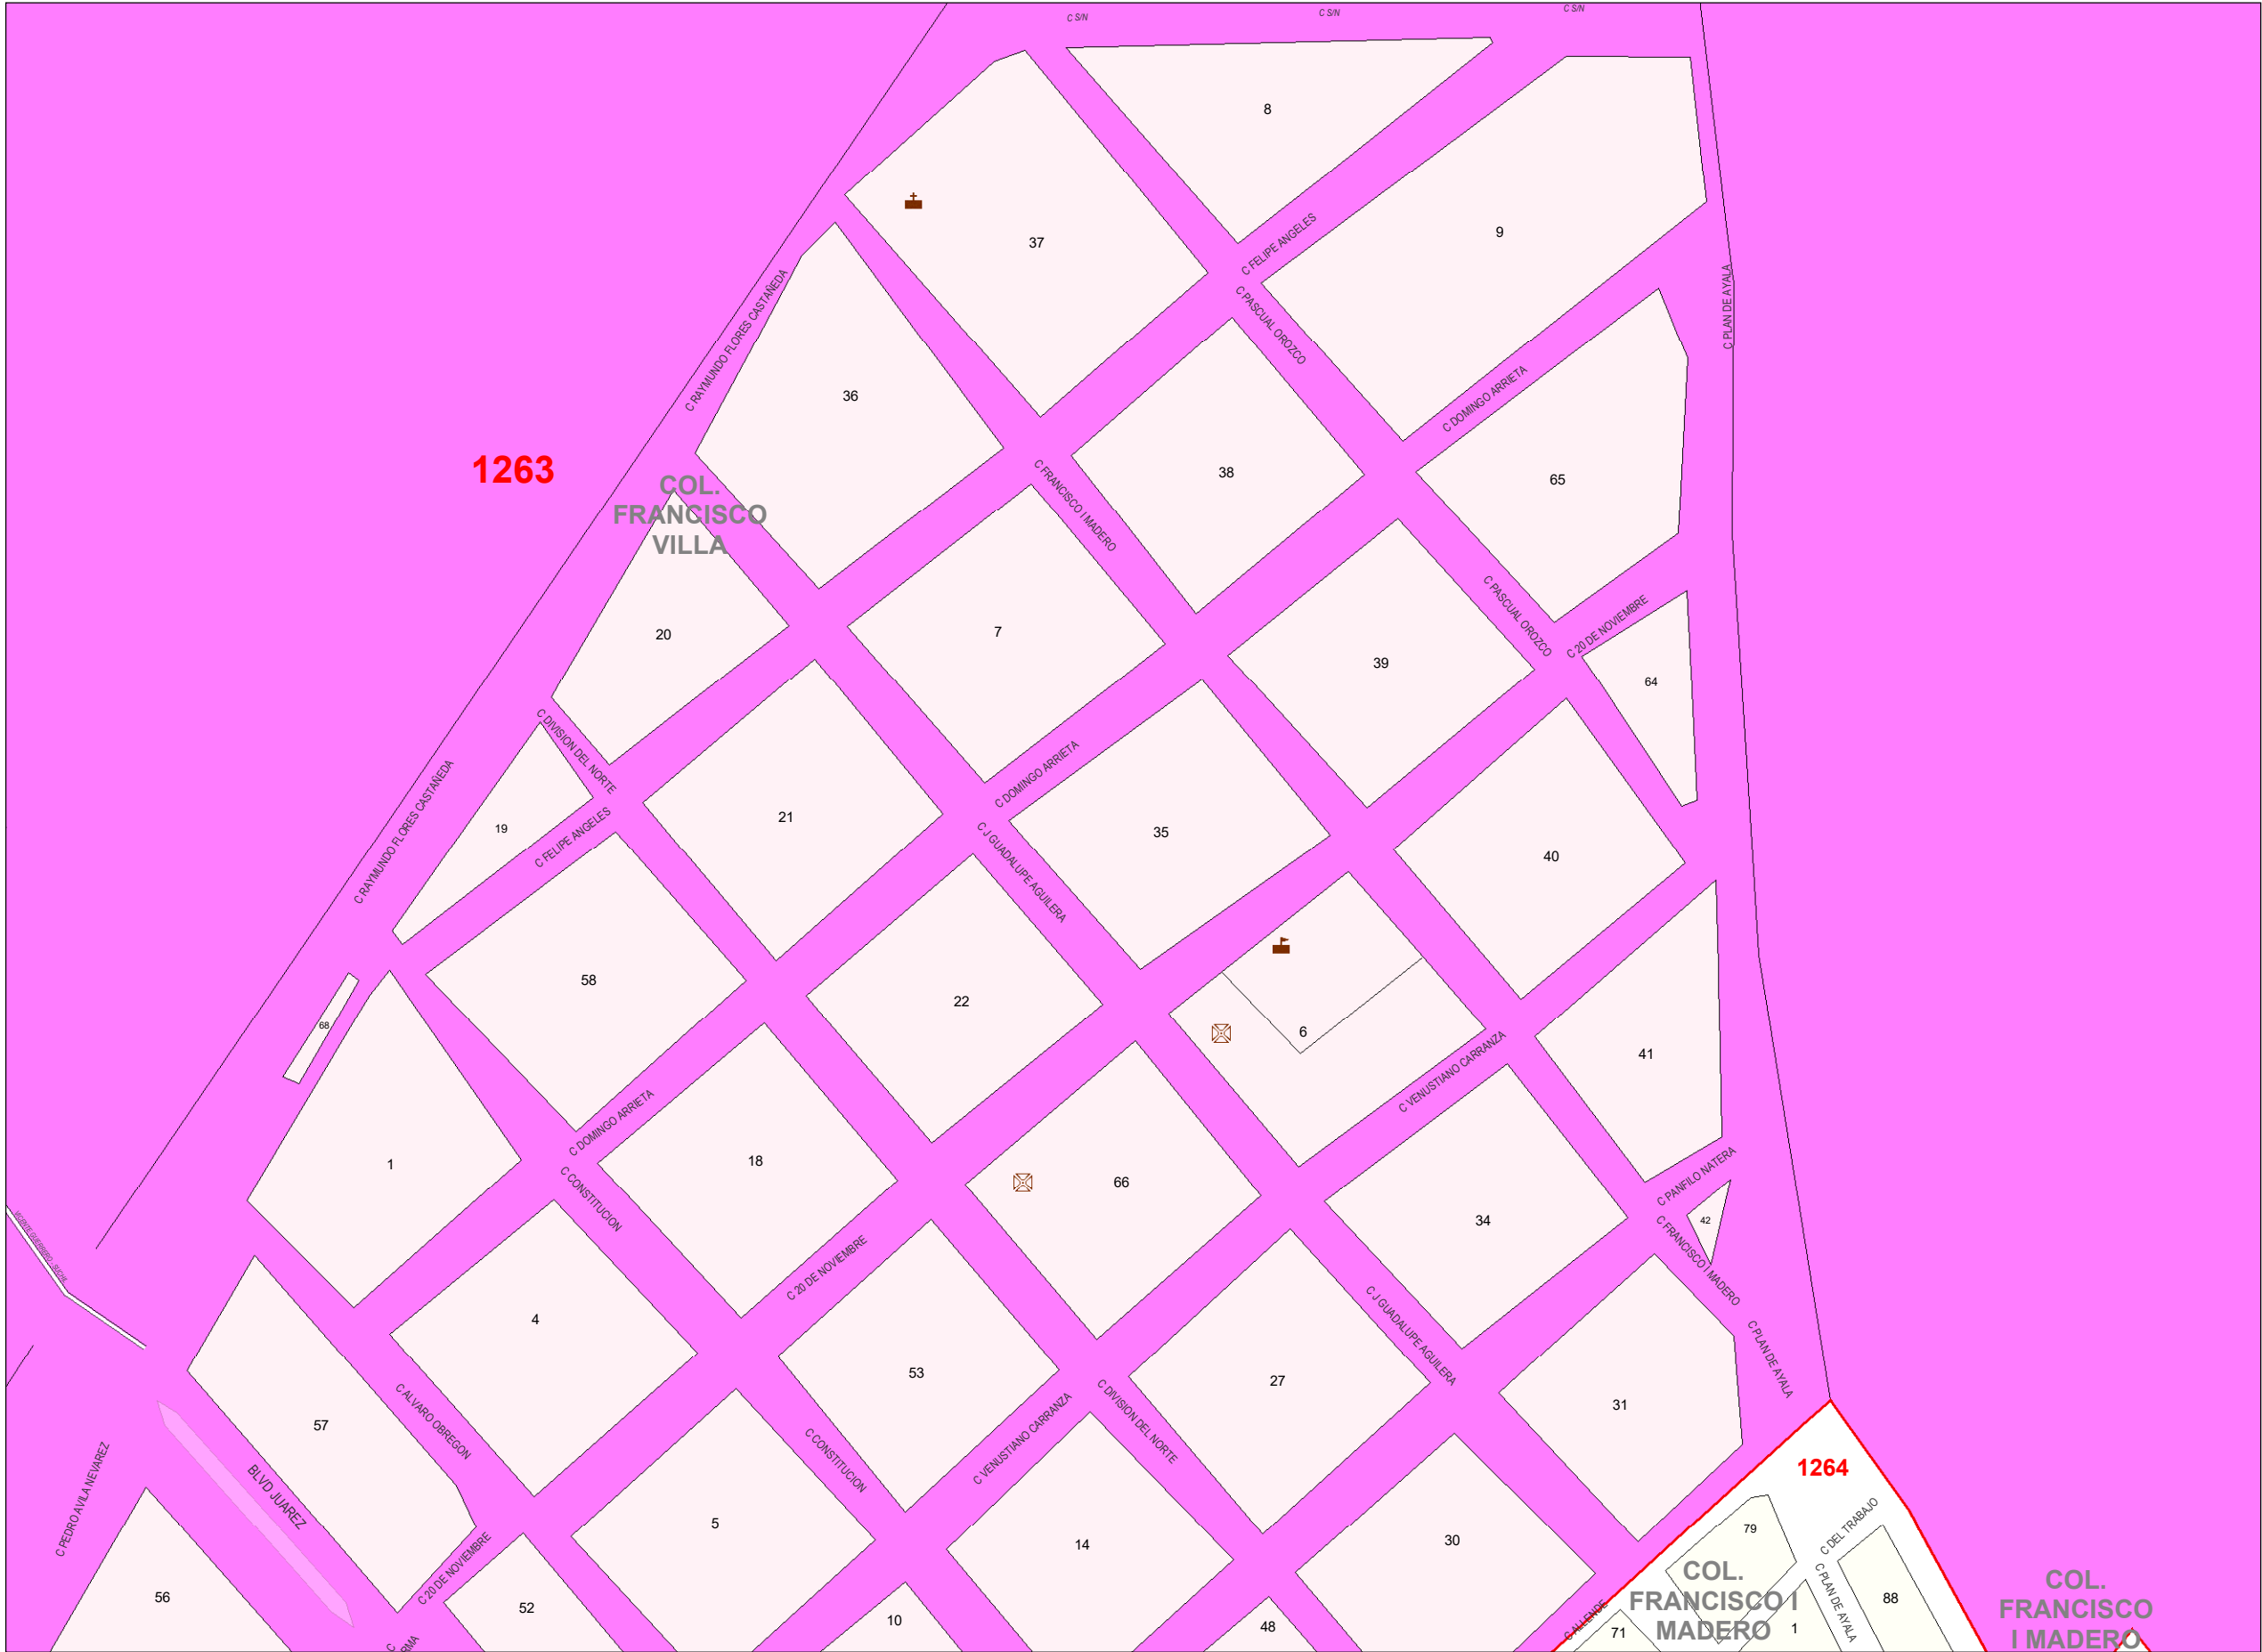 C S/N
C S/N
C S/N
8
37
9
C FELIPE ANGELES
C PASCUAL OROZCO
C PLAN DE AYALA
C RAYMUNDO FLORES CASTAÑEDA
36
C DOMINGO ARRIETA
1263
COL.
FRANCISCO
VILLA
38
65
C FRANCISCO I MADERO
20
7
39
C PASCUAL OROZCO
C 20 DE NOVIEMBRE
64
C DIVISION DEL NORTE
C DOMINGO ARRIETA
C RAYMUNDO FLORES CASTAÑEDA
19
C FELIPE ANGELES
21
35
C J GUADALUPE AGUILERA
40
58
22
68
6
C VENUSTIANO CARRANZA
41
1
C DOMINGO ARRIETA
18
66
C CONSTITUCION
C PANFILO NATERA
34
42
C FRANCISCO I MADERO
VICENTE GUERRERO - SUCHIL
C 20 DE NOVIEMBRE
4
53
27
C J GUADALUPE AGUILERA
C PLAN DE AYALA
31
57
C ALVARO OBREGON
C VENUSTIANO CARRANZA
C DIVISION DEL NORTE
C CONSTITUCION
1264
C PEDRO AVILA NEVAREZ
BLVD JUAREZ
5
14
30
79
C DEL TRABAJO
C 20 DE NOVIEMBRE
C PLAN DE AYALA
COL.
FRANCISCO I
MADERO
COL.
FRANCISCO
I MADERO
56
52
10
48
C ALLENDE
71
1
88
C
RMA